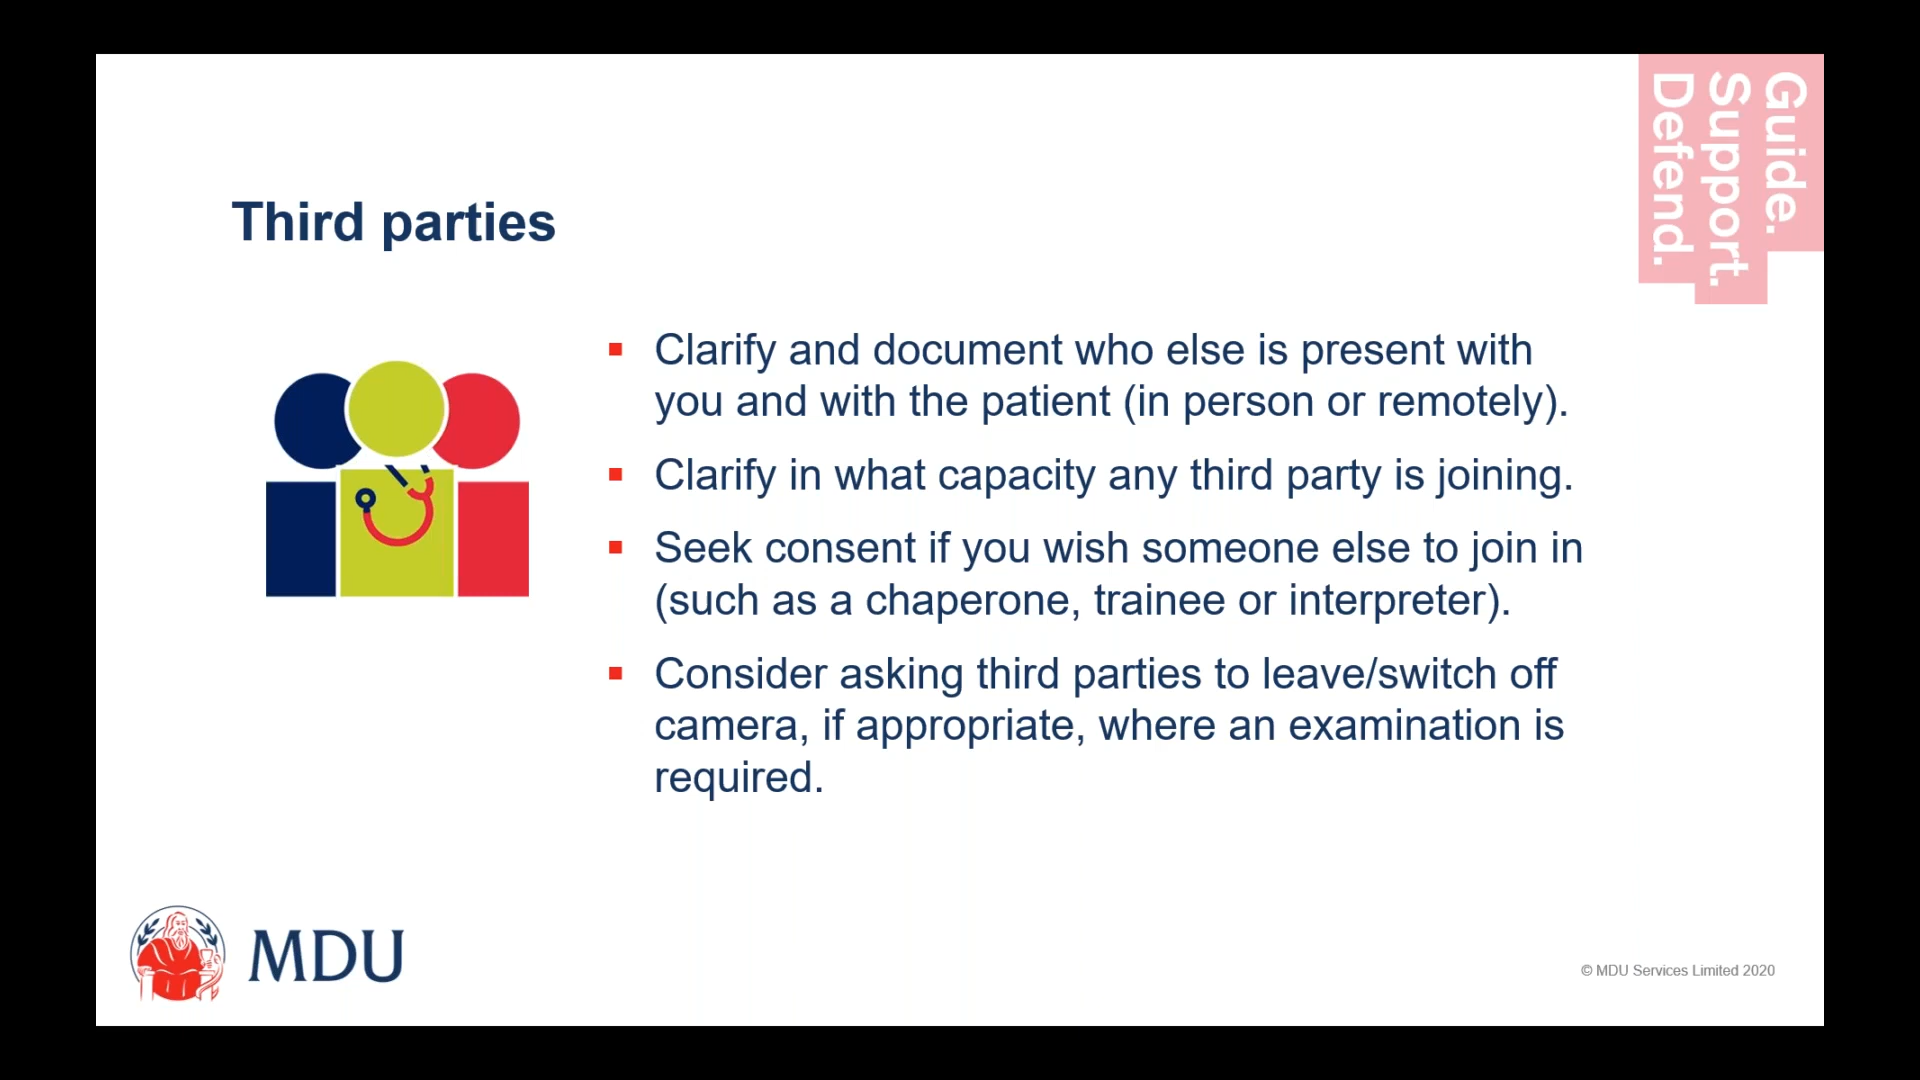 Guide.
Support.
Defend.
Third parties
Clarify and document who else is present with
you and with the patient (in person or remotely).
Clarify in what capacity any third party is joining.
Seek consent if you wish someone else to join in
(such as a chaperone, trainee or interpreter).
Consider asking third parties to leave/switch off
camera, if appropriate, where an examination is
required.
MDU
© MDU Services Limited 2020